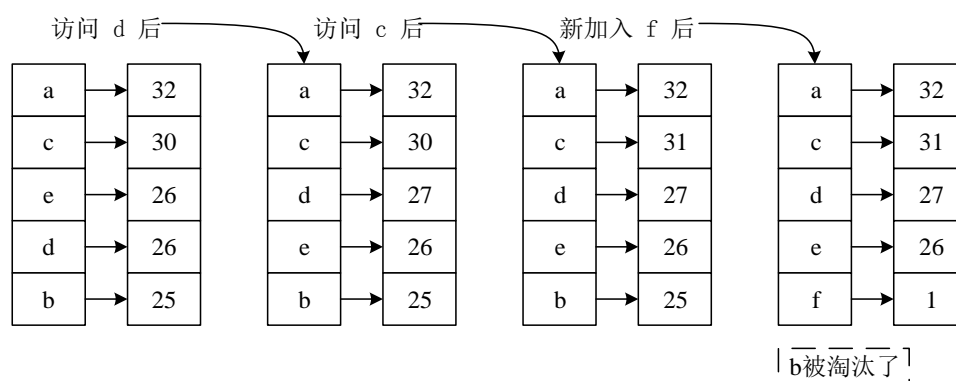 访问 d 后 访问 c 后 新加入 f 后
a 32 a 32 a 32 a 32
c 30 c 30 c 31 c 31
e 26 d 27 d 27 d 27
d 26 e 26 e 26 e 26
b 25 b 25 b 25 f 1
b被淘汰了